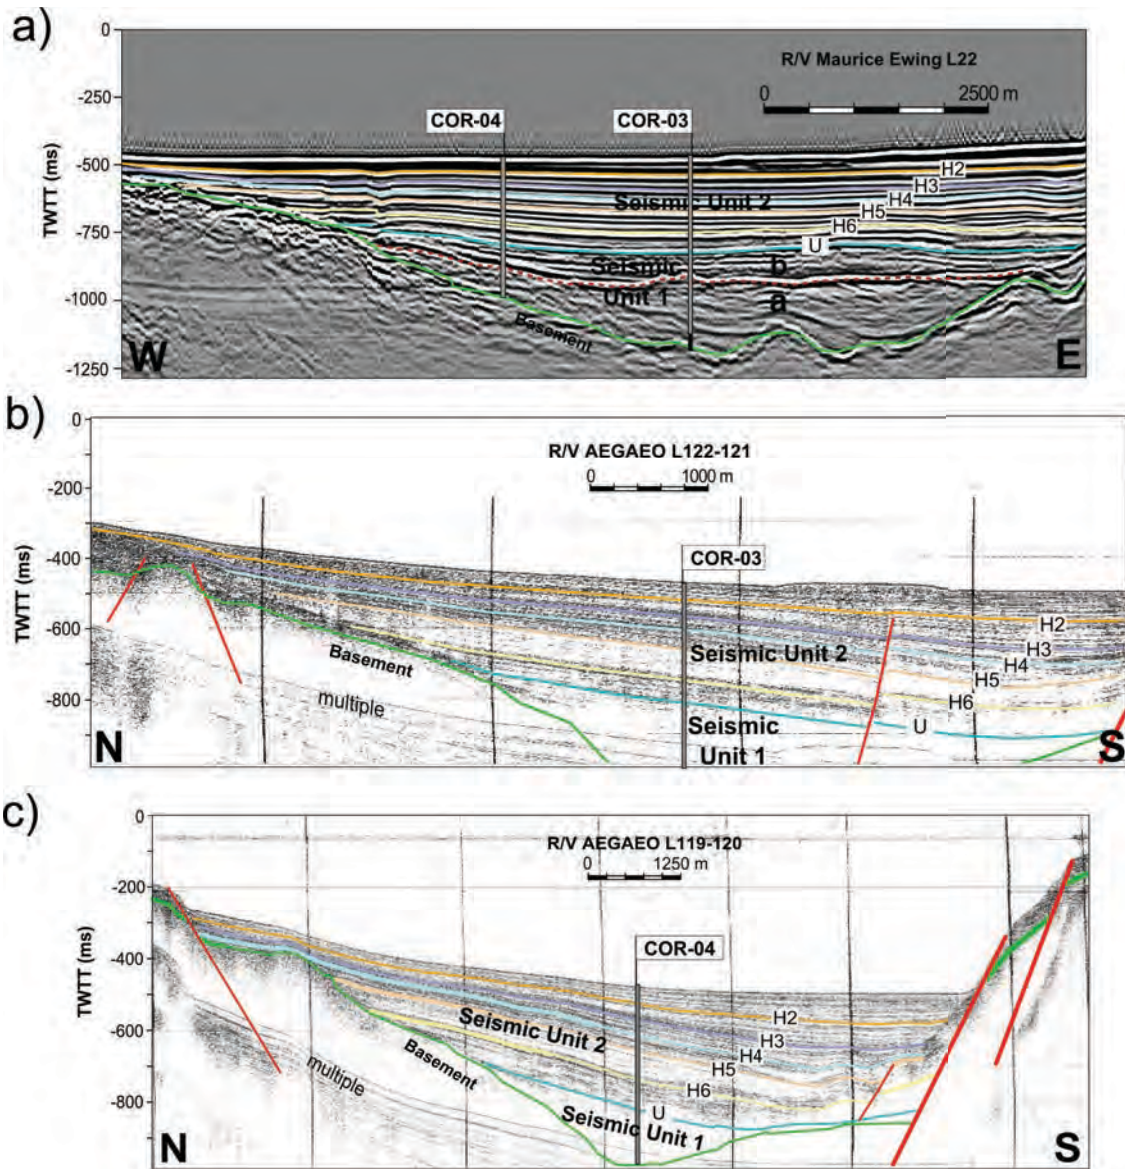 a)
R/V Maurice Ewing L22
0 2500 m
COR-04 COR-03
TWTT (ms)
0
-250
-500
-750
-1000
-1250
H2
H3
H4
H5
H6
U
Seismic Unit 2
Seismic
Unit 1
b
a
Basement
W E
b)
R/V AEGAEO L122-121
0 1000 m
COR-03
TWTT (ms)
0
-200
-400
-600
-800
H2
H3
H4
H5
H6
U
Seismic Unit 2
Seismic
Unit 1
Basement
multiple
N S
c)
R/V AEGAEO L119-120
0 1250 m
COR-04
TWTT (ms)
0
-200
-400
-600
-800
H2
H3
H4
H5
H6
U
Seismic Unit 2
Seismic Unit 1
Basement
multiple
N S